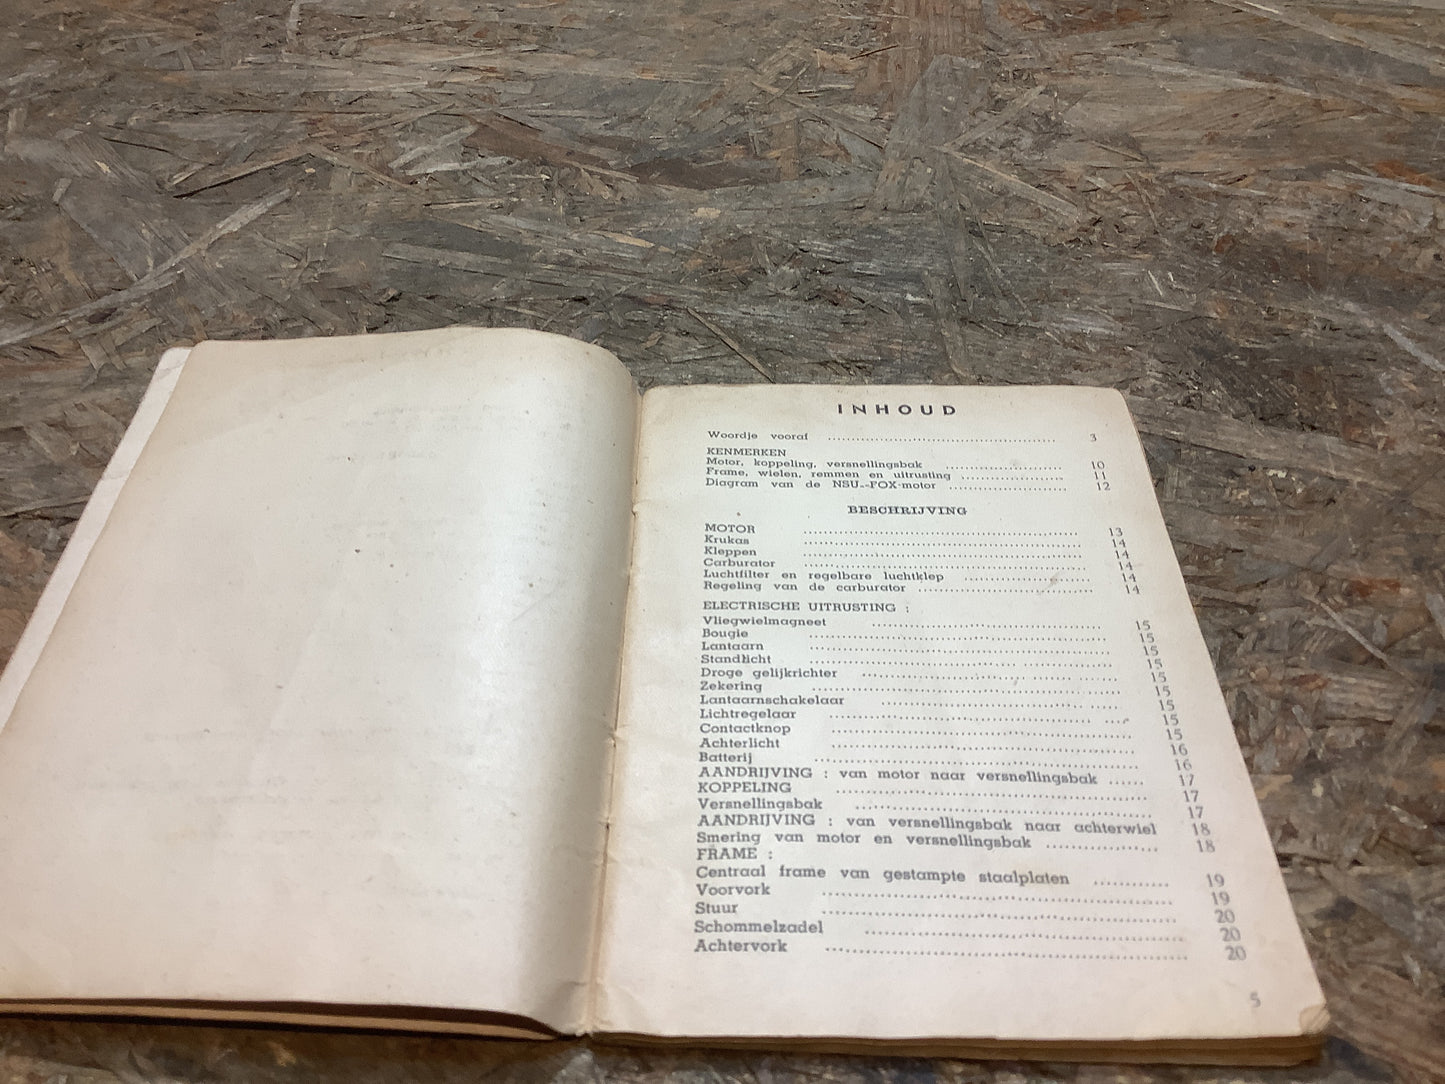 INHOUD
Woordje vooraf ........ 3
KENMERKEN
Motor, koppeling, versnellingsbak ........ 10
Frame, wielen, remmen en uitrusting ........ 11
Diagram van de NSU--FOX-motor ........ 12
BESCHRIJVING
MOTOR ........ 13
Krukas ........ 14
Kleppen ........ 14
Carburator ........ 14
Luchtfilter en regelbare luchtklep ........ 14
Regeling van de carburator ........ 14
ELECTRISCHE UITRUSTING :
Vliegwielmagneet ........ 15
Bougie ........ 15
Lantaarn ........ 15
Standlicht ........ 15
Droge gelijkrichter ........ 15
Zekering ........ 15
Lantaarnschakelaar ........ 15
Lichtregelaar ........ 15
Contactknop ........ 15
Achterlicht ........ 16
Batterij ........ 16
AANDRIJVING : van motor naar versnellingsbak ...... 17
KOPPELING ........ 17
Versnellingsbak ........ 17
AANDRIJVING : van versnellingsbak naar achterwiel 18
Smering van motor en versnellingsbak ........ 18
FRAME :
Centraal frame van gestampte staalplaten ........ 19
Voorvork ........ 19
Stuur ........ 20
Schommelzadel ........ 20
Achtervork ........ 20
5